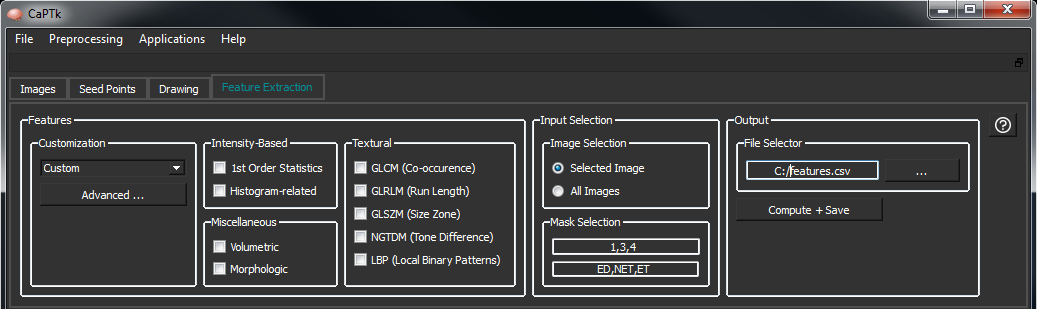 CaPTk
File Preprocessing Applications Help
Images Seed Points Drawing Feature Extraction
Features
Customization
Custom
Advanced ...
Intensity-Based
1st Order Statistics
Histogram-related
Miscellaneous
Volumetric
Morphologic
Textural
GLCM (Co-occurence)
GLRLM (Run Length)
GLSZM (Size Zone)
NGTDM (Tone Difference)
LBP (Local Binary Patterns)
Input Selection
Image Selection
Selected Image
All Images
Mask Selection
1,3,4
ED,NET,ET
Output
File Selector
C:/features.csv ...
Compute + Save
?